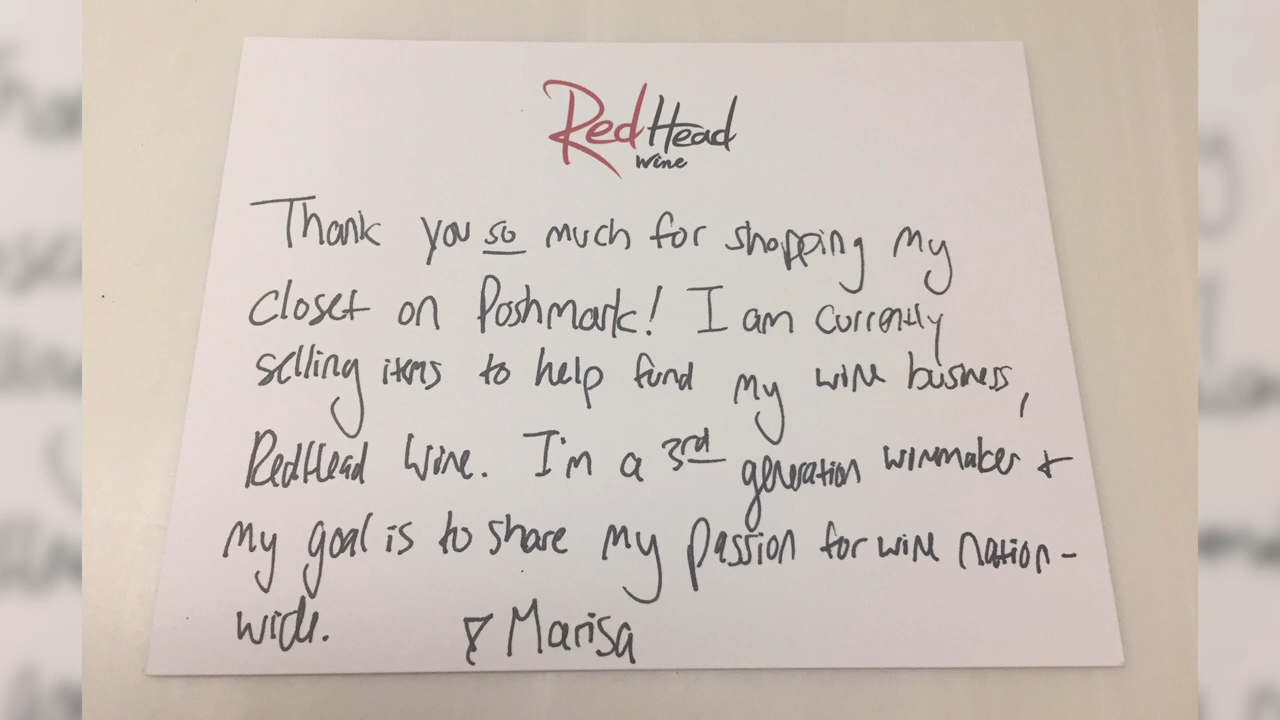 RedHead
wine
Thank you so much for shopping my
closet on Poshmark! I am currently
selling items to help fund my wine business,
RedHead Wine. I'm a 3rd generation winemaker +
my goal is to share my passion for wine nation-
wide. Marisa